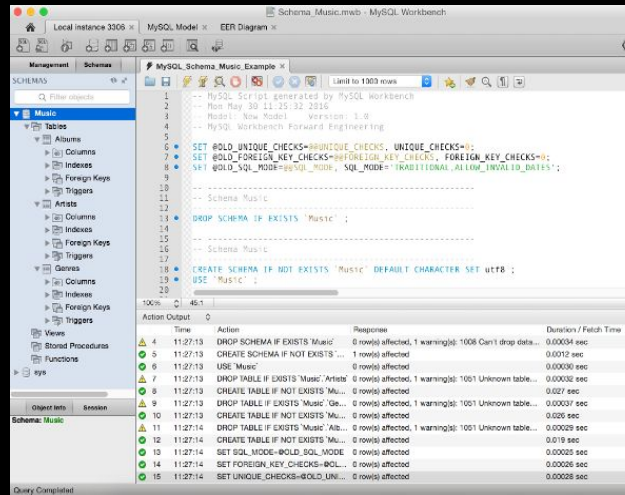 Schema_Music.mwb - MySQL Workbench
Local instance 3306 × MySQL Model × EER Diagram ×
Management Schemas
MySQL_Schema_Music_Example ×
SCHEMAS
Limit to 1000 rows
Filter objects
Music
Tables
Albums
Columns
Indexes
Foreign Keys
Triggers
Artists
Columns
Indexes
Foreign Keys
Triggers
Genres
Columns
Indexes
Foreign Keys
Triggers
Views
Stored Procedures
Functions
sys
Object Info Session
Schema: Music
1 -- MySQL Script generated by MySQL Workbench
2 -- Mon May 30 11:25:32 2016
3 -- Model: New Model Version: 1.0
4 -- MySQL Workbench Forward Engineering
5
6 SET @OLD_UNIQUE_CHECKS=@@UNIQUE_CHECKS, UNIQUE_CHECKS=0;
7 SET @OLD_FOREIGN_KEY_CHECKS=@@FOREIGN_KEY_CHECKS, FOREIGN_KEY_CHECKS=0;
8 SET @OLD_SQL_MODE=@@SQL_MODE, SQL_MODE='TRADITIONAL,ALLOW_INVALID_DATES';
9
10 -- -----------------------------------------------------
11 -- Schema Music
12 -- -----------------------------------------------------
13 DROP SCHEMA IF EXISTS `Music` ;
14
15 -- -----------------------------------------------------
16 -- Schema Music
17 -- -----------------------------------------------------
18 CREATE SCHEMA IF NOT EXISTS `Music` DEFAULT CHARACTER SET utf8 ;
19 USE `Music` ;
20
100% 45:1
Action Output
Time Action Response Duration / Fetch Time
4 11:27:13 DROP SCHEMA IF EXISTS `Music` 0 row(s) affected, 1 warning(s): 1008 Can't drop data... 0.00034 sec
5 11:27:13 CREATE SCHEMA IF NOT EXISTS `... 1 row(s) affected 0.0012 sec
6 11:27:13 USE `Music` 0 row(s) affected 0.00030 sec
7 11:27:13 DROP TABLE IF EXISTS `Music`.`Artists` 0 row(s) affected, 1 warning(s): 1051 Unknown table... 0.00032 sec
8 11:27:13 CREATE TABLE IF NOT EXISTS `Mu... 0 row(s) affected 0.027 sec
9 11:27:13 DROP TABLE IF EXISTS `Music`.`Ge... 0 row(s) affected, 1 warning(s): 1051 Unknown table... 0.00037 sec
10 11:27:13 CREATE TABLE IF NOT EXISTS `Mu... 0 row(s) affected 0.026 sec
11 11:27:14 DROP TABLE IF EXISTS `Music`.`Alb... 0 row(s) affected, 1 warning(s): 1051 Unknown table... 0.00029 sec
12 11:27:14 CREATE TABLE IF NOT EXISTS `Mu... 0 row(s) affected 0.019 sec
13 11:27:14 SET SQL_MODE=@OLD_SQL_MODE 0 row(s) affected 0.00025 sec
14 11:27:14 SET FOREIGN_KEY_CHECKS=@OL... 0 row(s) affected 0.00026 sec
15 11:27:14 SET UNIQUE_CHECKS=@OLD_UNI... 0 row(s) affected 0.00028 sec
Query Completed